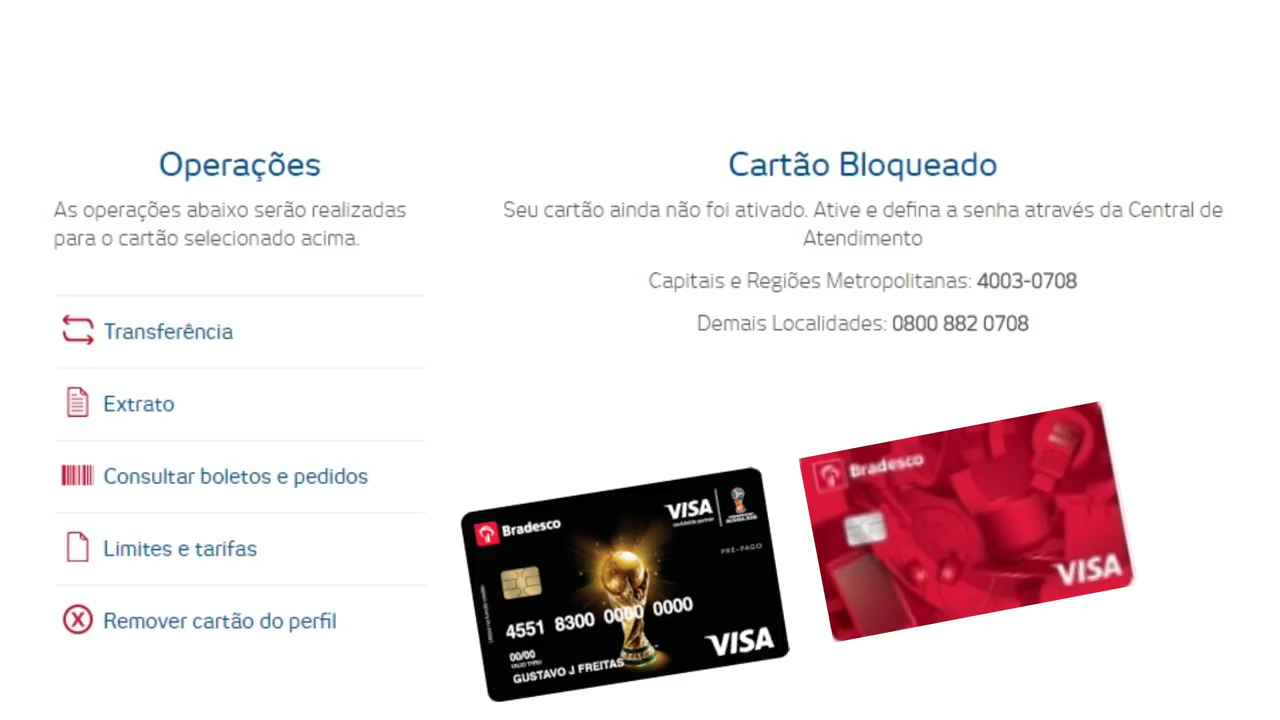 Operações
As operações abaixo serão realizadas
para o cartão selecionado acima.
Transferência
Extrato
Consultar boletos e pedidos
Limites e tarifas
Remover cartão do perfil
Cartão Bloqueado
Seu cartão ainda não foi ativado. Ative e defina a senha através da Central de
Atendimento
Capitais e Regiões Metropolitanas: 4003-0708
Demais Localidades: 0800 882 0708
Bradesco
VISA
PRÉ-PAGO
4551 8300 0000 0000
00/00
VALID THRU
GUSTAVO J FREITAS
VISA
Bradesco
VISA